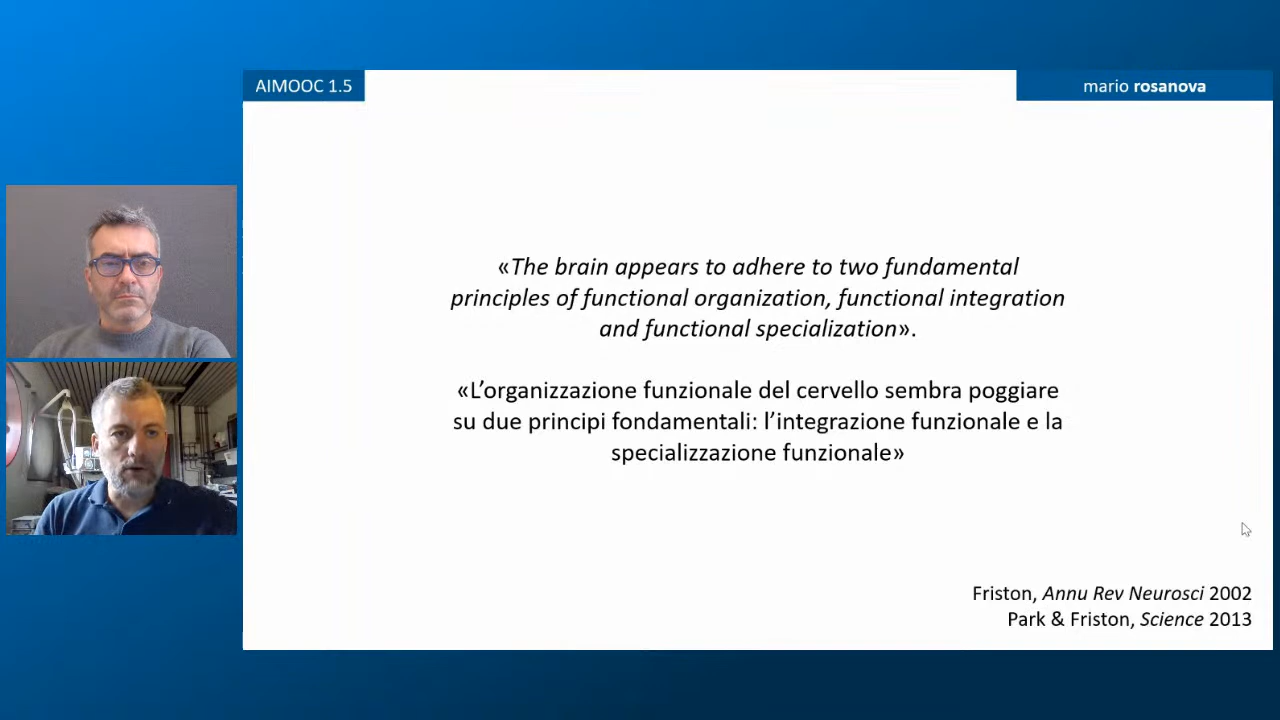 AIMOOC 1.5
mario rosanova
«The brain appears to adhere to two fundamental
principles of functional organization, functional integration
and functional specialization».
«L’organizzazione funzionale del cervello sembra poggiare
su due principi fondamentali: l’integrazione funzionale e la
specializzazione funzionale»
Friston, Annu Rev Neurosci 2002
Park & Friston, Science 2013